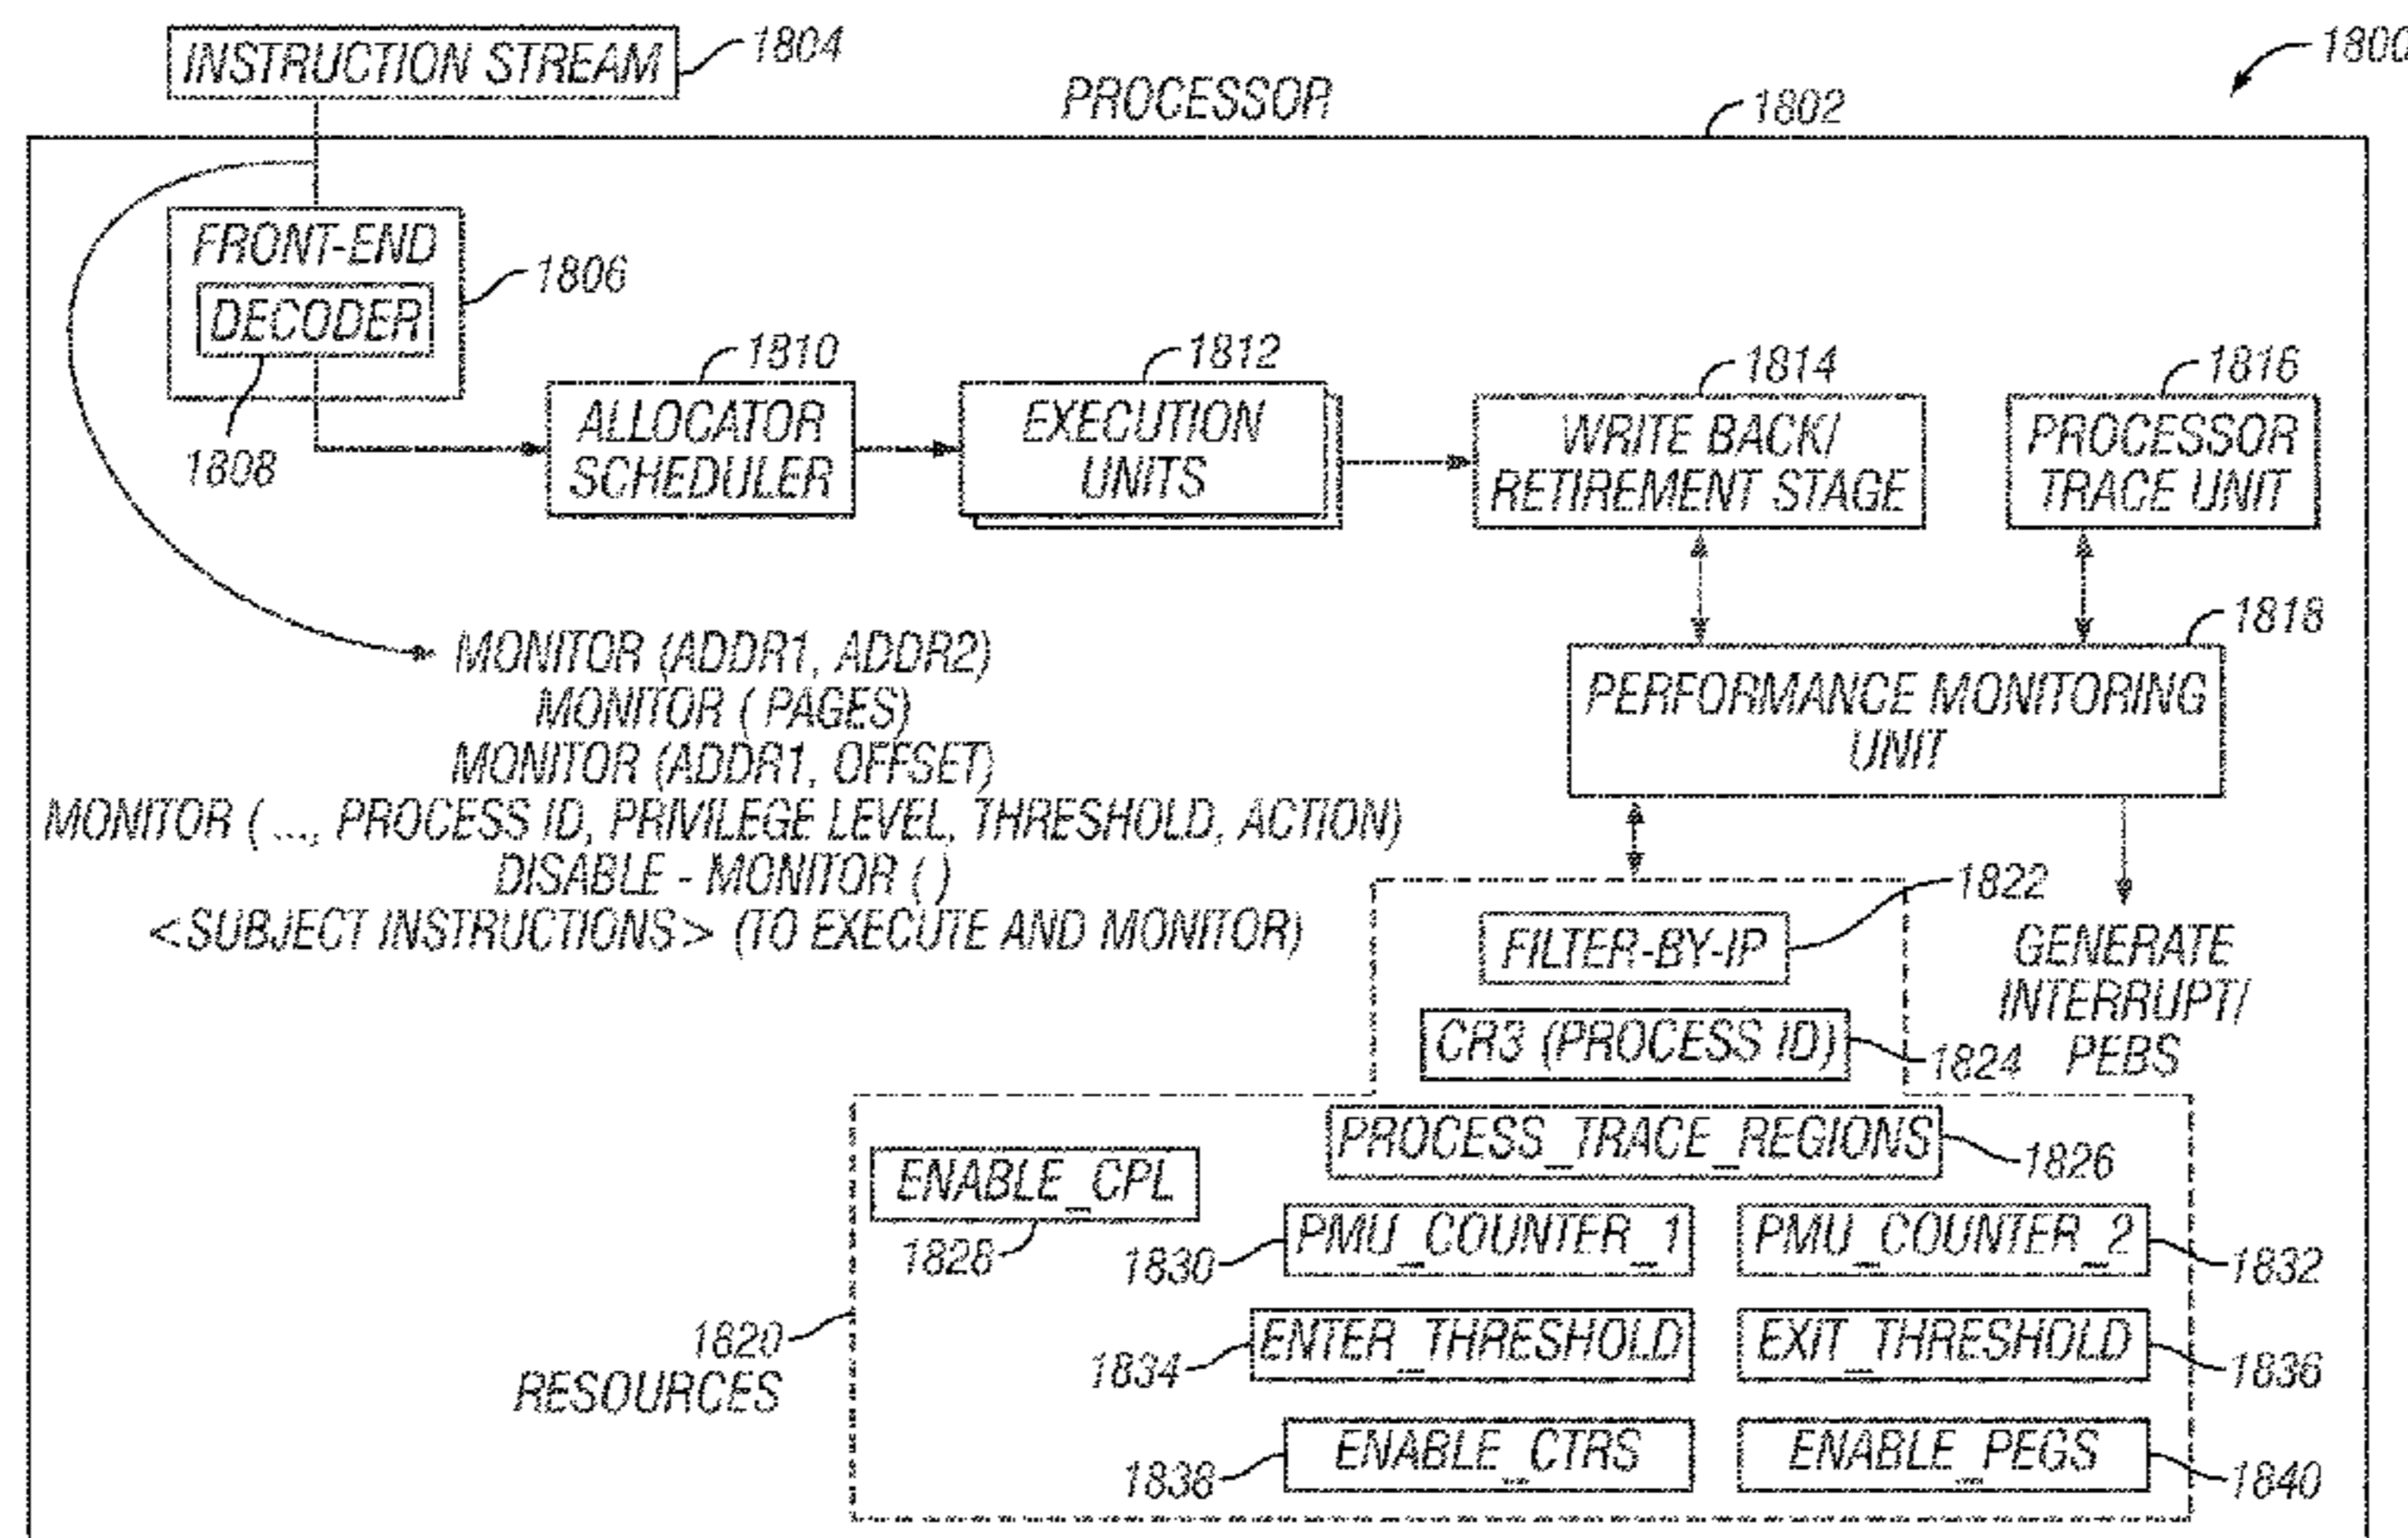 INSTRUCTION STREAM
1804
1800
PROCESSOR
1802
FRONT-END
DECODER
1806
1808
1810
ALLOCATOR
SCHEDULER
1812
EXECUTION
UNITS
1814
WRITE BACK/
RETIREMENT STAGE
1816
PROCESSOR
TRACE UNIT
1818
PERFORMANCE MONITORING
UNIT
MONITOR (ADDR1, ADDR2)
MONITOR ( PAGES)
MONITOR (ADDR1, OFFSET)
MONITOR ( ..., PROCESS ID, PRIVILEGE LEVEL, THRESHOLD, ACTION)
DISABLE - MONITOR ( )
<SUBJECT INSTRUCTIONS> (TO EXECUTE AND MONITOR)
1822
FILTER-BY-IP
GENERATE
INTERRUPT/
PEBS
CR3 (PROCESS ID)
1824
PROCESS_TRACE_REGIONS
1826
ENABLE_CPL
1828
1830
PMU_COUNTER_1
PMU_COUNTER_2
1832
1820
RESOURCES
1834
ENTER_THRESHOLD
EXIT_THRESHOLD
1836
1838
ENABLE_CTRS
ENABLE_PEGS
1840